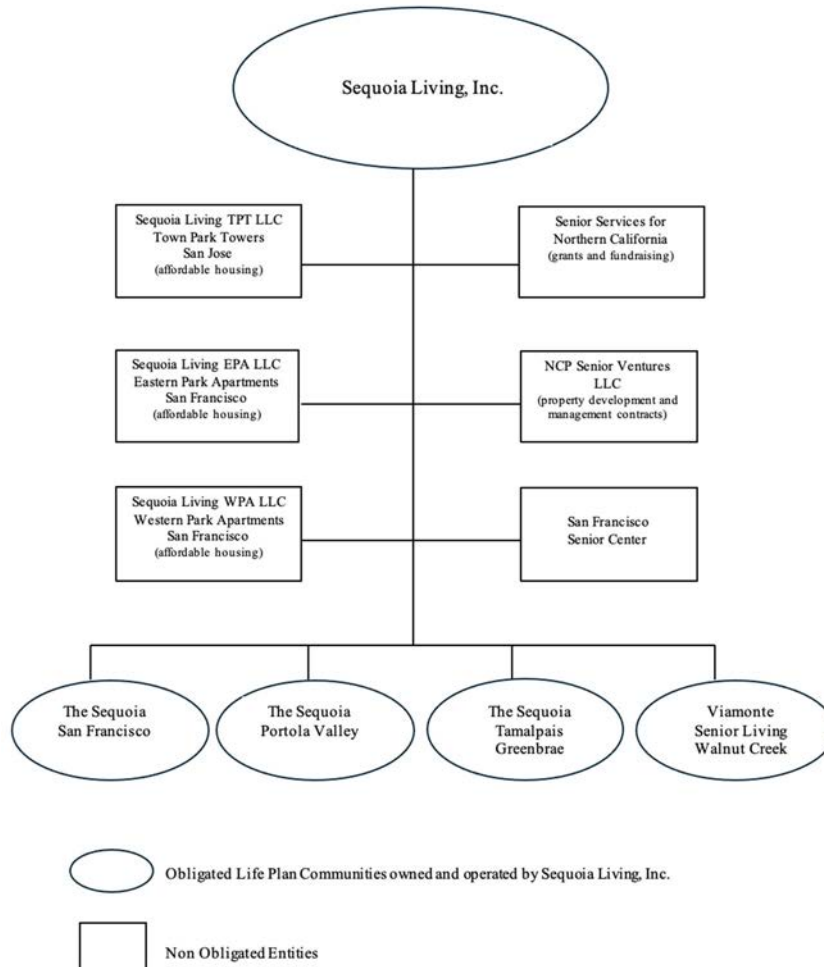 Sequoia Living, Inc.
Sequoia Living TPT LLC
Town Park Towers
San Jose
(affordable housing)
Senior Services for
Northern California
(grants and fundraising)
Sequoia Living EPA LLC
Eastern Park Apartments
San Francisco
(affordable housing)
NCP Senior Ventures
LLC
(property development and
management contracts)
Sequoia Living WPA LLC
Western Park Apartments
San Francisco
(affordable housing)
San Francisco
Senior Center
The Sequoia
San Francisco
The Sequoia
Portola Valley
The Sequoia
Tamalpais
Greenbrae
Viamonte
Senior Living
Walnut Creek
Obligated Life Plan Communities owned and operated by Sequoia Living, Inc.
Non Obligated Entities